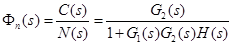 Φₙ(s) = C(s)/N(s) = G₂(s)/(1+G₁(s)G₂(s)H(s))